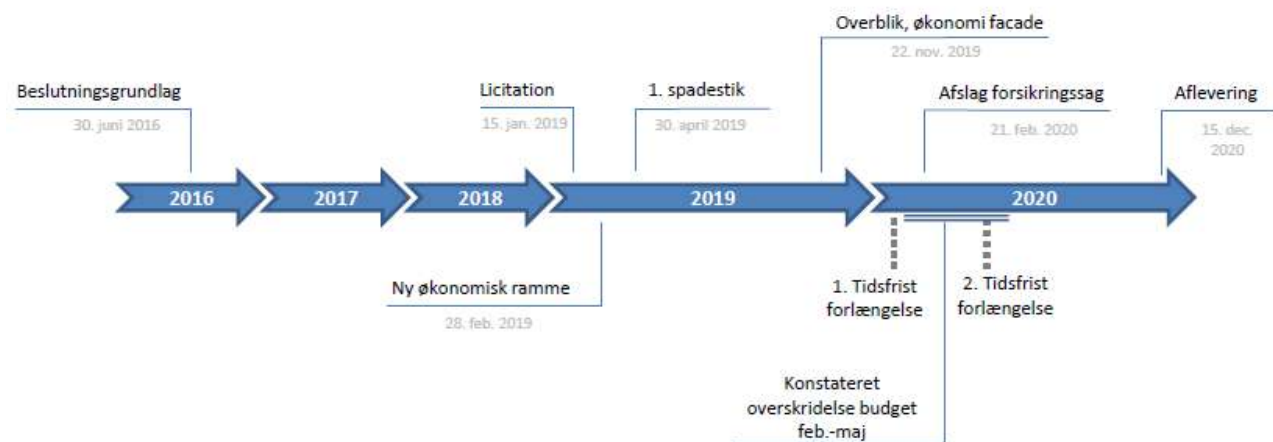 Overblik, økonomi facade
22. nov. 2019
Beslutningsgrundlag
30. juni 2016
Licitation
15. jan. 2019
1. spadestik
30. april 2019
Afslag forsikringssag
21. feb. 2020
Aflevering
15. dec.
2020
2016
2017
2018
2019
2020
Ny økonomisk ramme
28. feb. 2019
1. Tidsfrist
forlængelse
2. Tidsfrist
forlængelse
Konstateret
overskridelse budget
feb.-maj